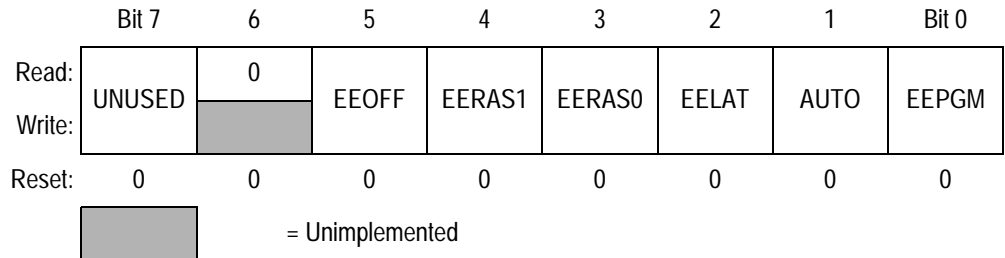 Bit 7 6 5 4 3 2 1 Bit 0
Read: 0
UNUSED EEOFF EERAS1 EERAS0 EELAT AUTO EEPGM
Write:
Reset: 0 0 0 0 0 0 0 0
= Unimplemented